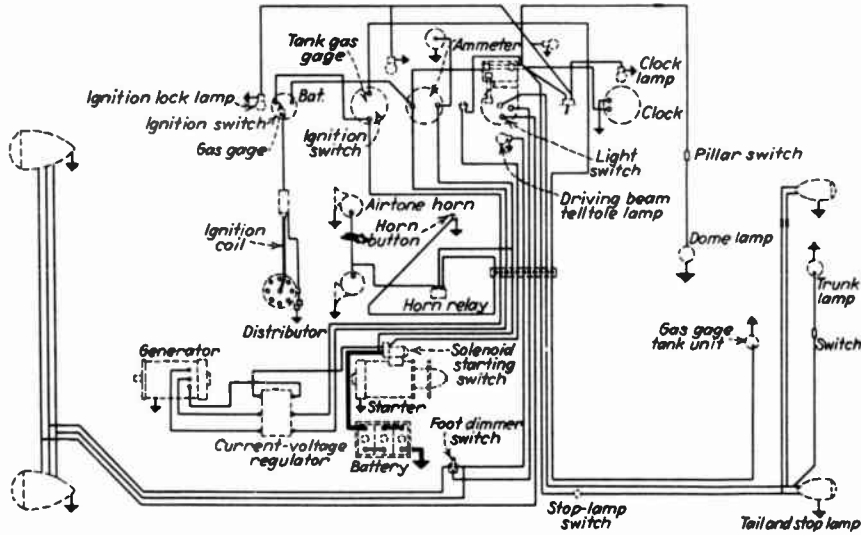 Tank gas
gage
Ammeter
Clock
lamp
Ignition lock lamp
Bat.
Ignition switch
Gas gage
Ignition
switch
Clock
Light
switch
Pillar switch
Driving beam
telltole lamp
Airtone horn
Horn
button
Ignition
coil
Dome lamp
Trunk
lamp
Horn relay
Distributor
Gas gage
tank unit
Switch
Generator
Solenoid
starting
switch
Starter
Foot dimmer
switch
Current-voltage
regulator
Battery
Stop-lamp
switch
Tail and stop lamp